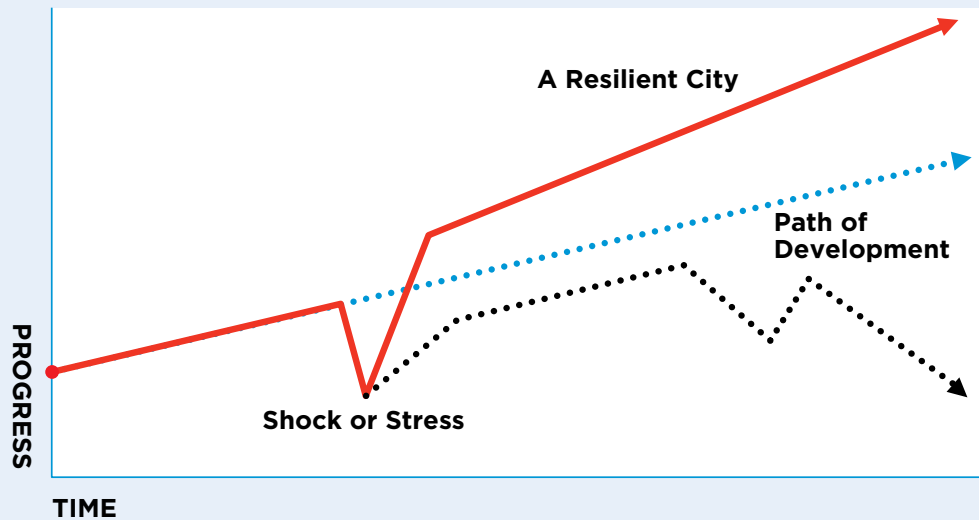 A Resilient City
Path of
Development
PROGRESS
Shock or Stress
TIME